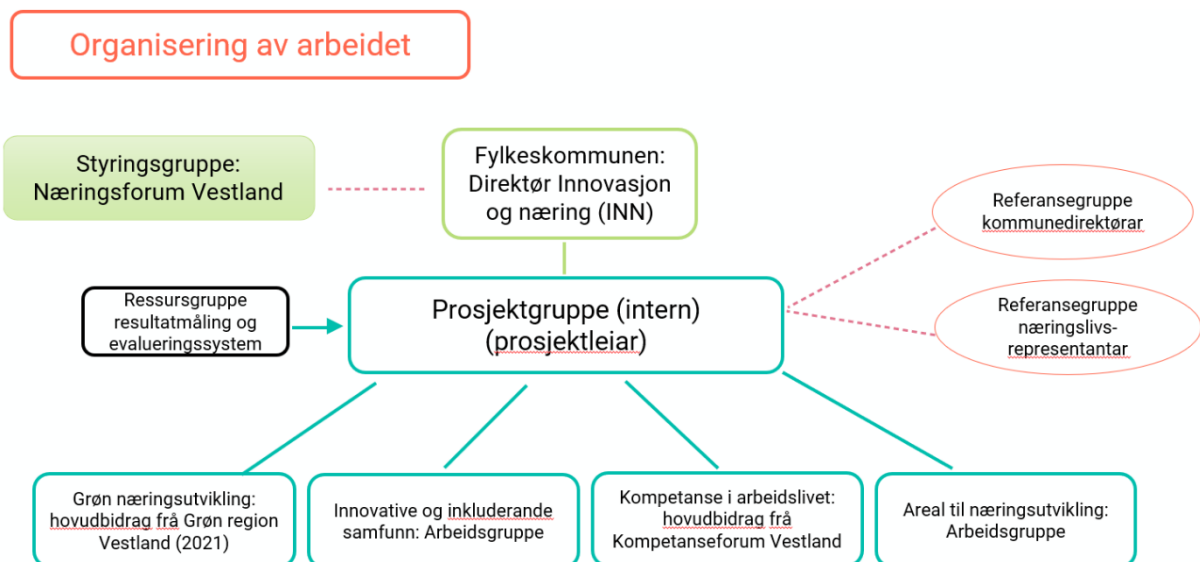 Organisering av arbeidet
Styringsgruppe:
Næringsforum Vestland
Fylkeskommunen:
Direktør Innovasjon
og næring (INN)
Referansegruppe
kommunedirektørar
Ressursgruppe
resultatmåling og
evalueringssystem
Prosjektgruppe (intern)
(prosjektleiar)
Referansegruppe
næringslivs-
representantar
Grøn næringsutvikling:
hovudbidrag frå Grøn region
Vestland (2021)
Innovative og inkluderande
samfunn: Arbeidsgruppe
Kompetanse i arbeidslivet:
hovudbidrag frå
Kompetanseforum Vestland
Areal til næringsutvikling:
Arbeidsgruppe